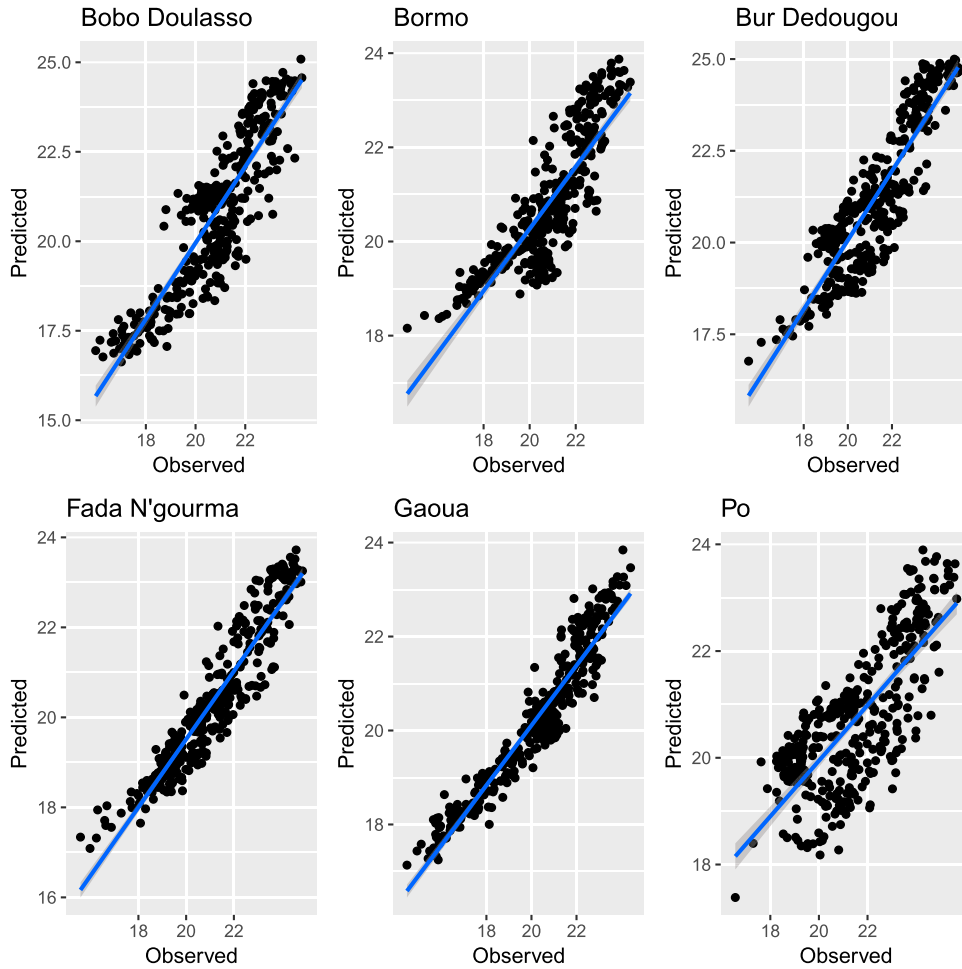 Bobo Doulasso
25.0
22.5
20.0
17.5
15.0
Predicted
18 20 22
Observed
Bormo
24
22
20
18
Predicted
18 20 22
Observed
Bur Dedougou
25.0
22.5
20.0
17.5
Predicted
18 20 22
Observed
Fada N'gourma
24
22
20
18
16
Predicted
18 20 22
Observed
Gaoua
24
22
20
18
Predicted
18 20 22
Observed
Po
24
22
20
18
Predicted
18 20 22
Observed